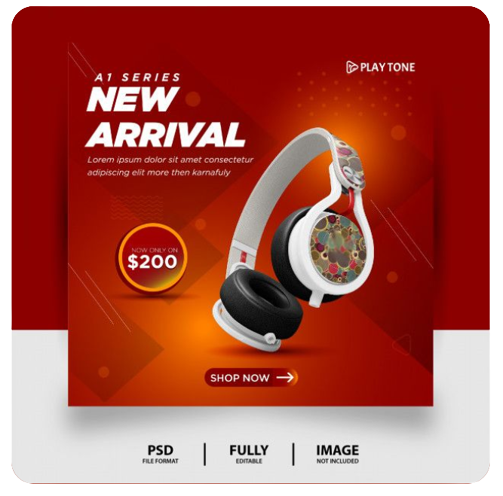 A1 SERIES
PLAY TONE
NEW
ARRIVAL
Lorem ipsum dolor sit amet consectetur
adipiscing elit more then karnafuly
NOW ONLY ON
$200
SHOP NOW
PSD
FILE FORMAT
FULLY
EDITABLE
IMAGE
NOT INCLUDED